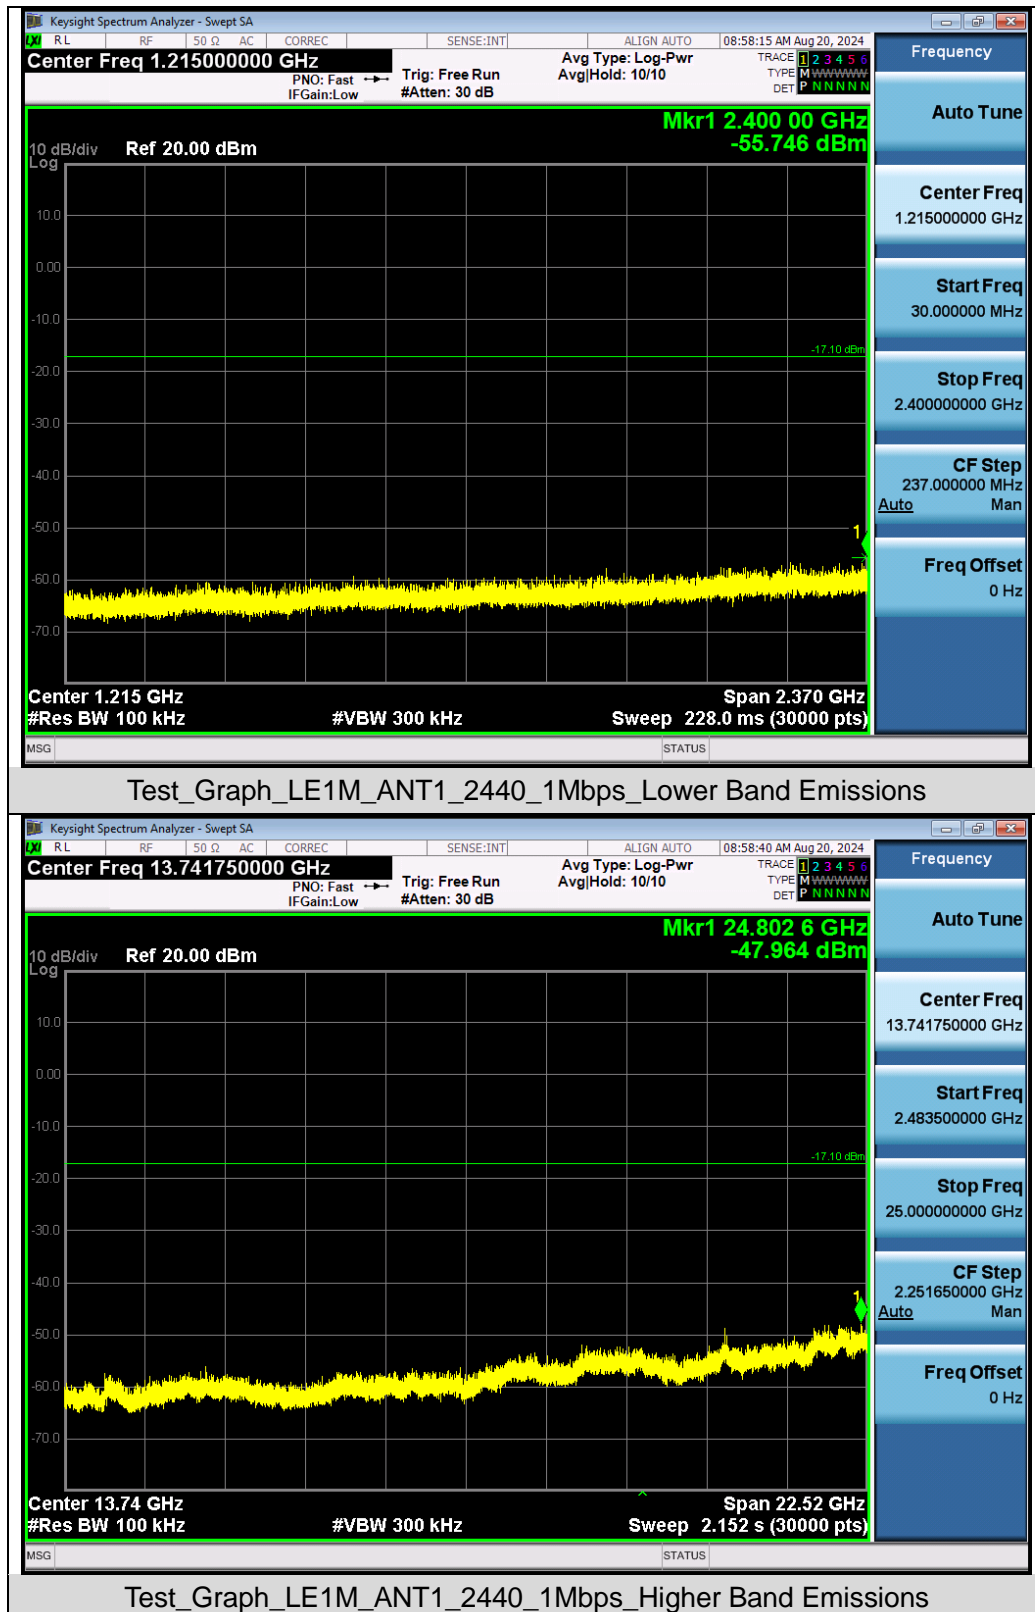 Keysight Spectrum Analyzer - Swept SA
LXI RL RF 50 Ω AC CORREC SENSE:INT ALIGN AUTO 08:58:15 AM Aug 20, 2024
Center Freq 1.215000000 GHz
PNO: Fast
IFGain:Low
Trig: Free Run
#Atten: 30 dB
Avg Type: Log-Pwr
Avg|Hold: 10/10
TRACE 1 2 3 4 5 6
TYPE M WWWWW
DET P N N N N N
Mkr1 2.400 00 GHz
-55.746 dBm
10 dB/div Ref 20.00 dBm
Log
10.0
0.00
-10.0
-17.10 dBm
-20.0
-30.0
-40.0
-50.0
1
-60.0
-70.0
Center 1.215 GHz Span 2.370 GHz
#Res BW 100 kHz #VBW 300 kHz Sweep 228.0 ms (30000 pts)
MSG STATUS
Frequency
Auto Tune
Center Freq
1.215000000 GHz
Start Freq
30.000000 MHz
Stop Freq
2.400000000 GHz
CF Step
237.000000 MHz
Auto Man
Freq Offset
0 Hz
Test_Graph_LE1M_ANT1_2440_1Mbps_Lower Band Emissions
Keysight Spectrum Analyzer - Swept SA
LXI RL RF 50 Ω AC CORREC SENSE:INT ALIGN AUTO 08:58:40 AM Aug 20, 2024
Center Freq 13.741750000 GHz
PNO: Fast
IFGain:Low
Trig: Free Run
#Atten: 30 dB
Avg Type: Log-Pwr
Avg|Hold: 10/10
TRACE 1 2 3 4 5 6
TYPE M WWWWW
DET P N N N N N
Mkr1 24.802 6 GHz
-47.964 dBm
10 dB/div Ref 20.00 dBm
Log
10.0
0.00
-10.0
-17.10 dBm
-20.0
-30.0
-40.0
1
-50.0
-60.0
-70.0
Center 13.74 GHz Span 22.52 GHz
#Res BW 100 kHz #VBW 300 kHz Sweep 2.152 s (30000 pts)
MSG STATUS
Frequency
Auto Tune
Center Freq
13.741750000 GHz
Start Freq
2.483500000 GHz
Stop Freq
25.000000000 GHz
CF Step
2.251650000 GHz
Auto Man
Freq Offset
0 Hz
Test_Graph_LE1M_ANT1_2440_1Mbps_Higher Band Emissions